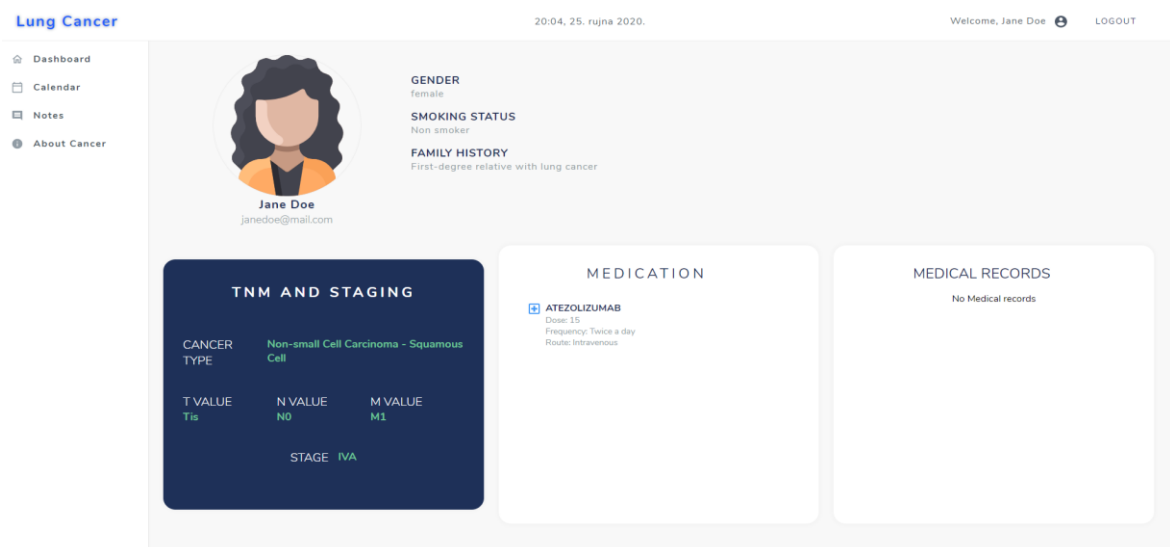 Lung Cancer
20:04, 25. rujna 2020.
Welcome, Jane Doe
LOGOUT
Dashboard
Calendar
Notes
About Cancer
Jane Doe
janedoe@mail.com
GENDER
female
SMOKING STATUS
Non smoker
FAMILY HISTORY
First-degree relative with lung cancer
TNM AND STAGING
CANCER TYPE
Non-small Cell Carcinoma - Squamous
Cell
T VALUE
Tis
N VALUE
N0
M VALUE
M1
STAGE IVA
MEDICATION
ATEZOLIZUMAB
Dose: 15
Frequency: Twice a day
Route: Intravenous
MEDICAL RECORDS
No Medical records